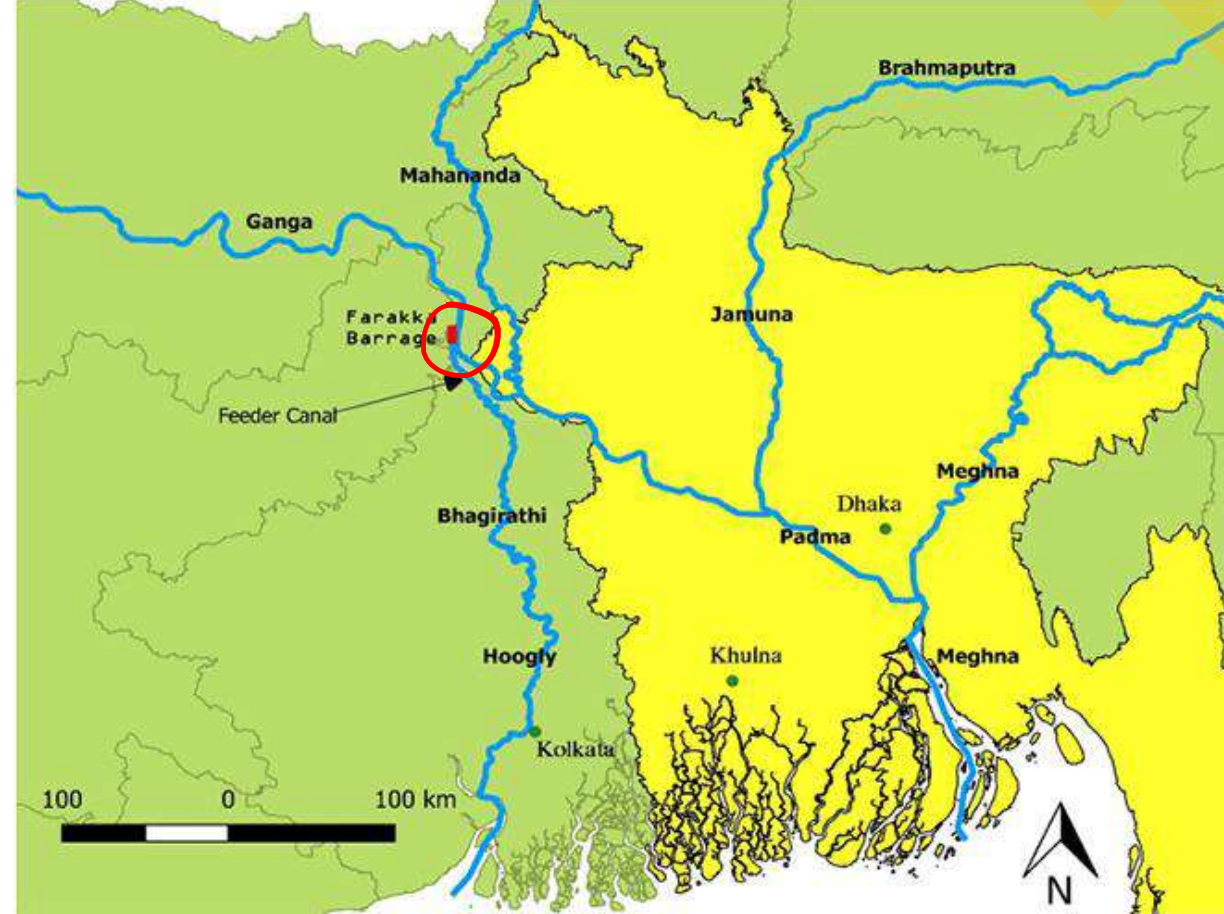 Brahmaputra
Mahananda
Ganga
Farakka
Barrage
Jamuna
Feeder Canal
Meghna
Dhaka
Bhagirathi
Padma
Hoogly
Khulna
Meghna
Kolkata
100 0 100 km
N